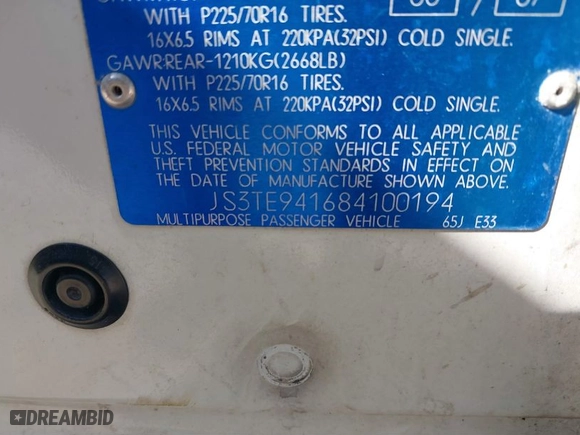 WITH P225/70R16 TIRES.
16X6.5 RIMS AT 220KPA(32PSI) COLD SINGLE.
GAWR:REAR-1210KG(2668LB)
WITH P225/70R16 TIRES.
16X6.5 RIMS AT 220KPA(32PSI) COLD SINGLE.
THIS VEHICLE CONFORMS TO ALL APPLICABLE
U.S. FEDERAL MOTOR VEHICLE SAFETY AND
THEFT PREVENTION STANDARDS IN EFFECT ON
THE DATE OF MANUFACTURE SHOWN ABOVE.
JS3TE941684100194
MULTIPURPOSE PASSENGER VEHICLE 65J E33
DREAMBID